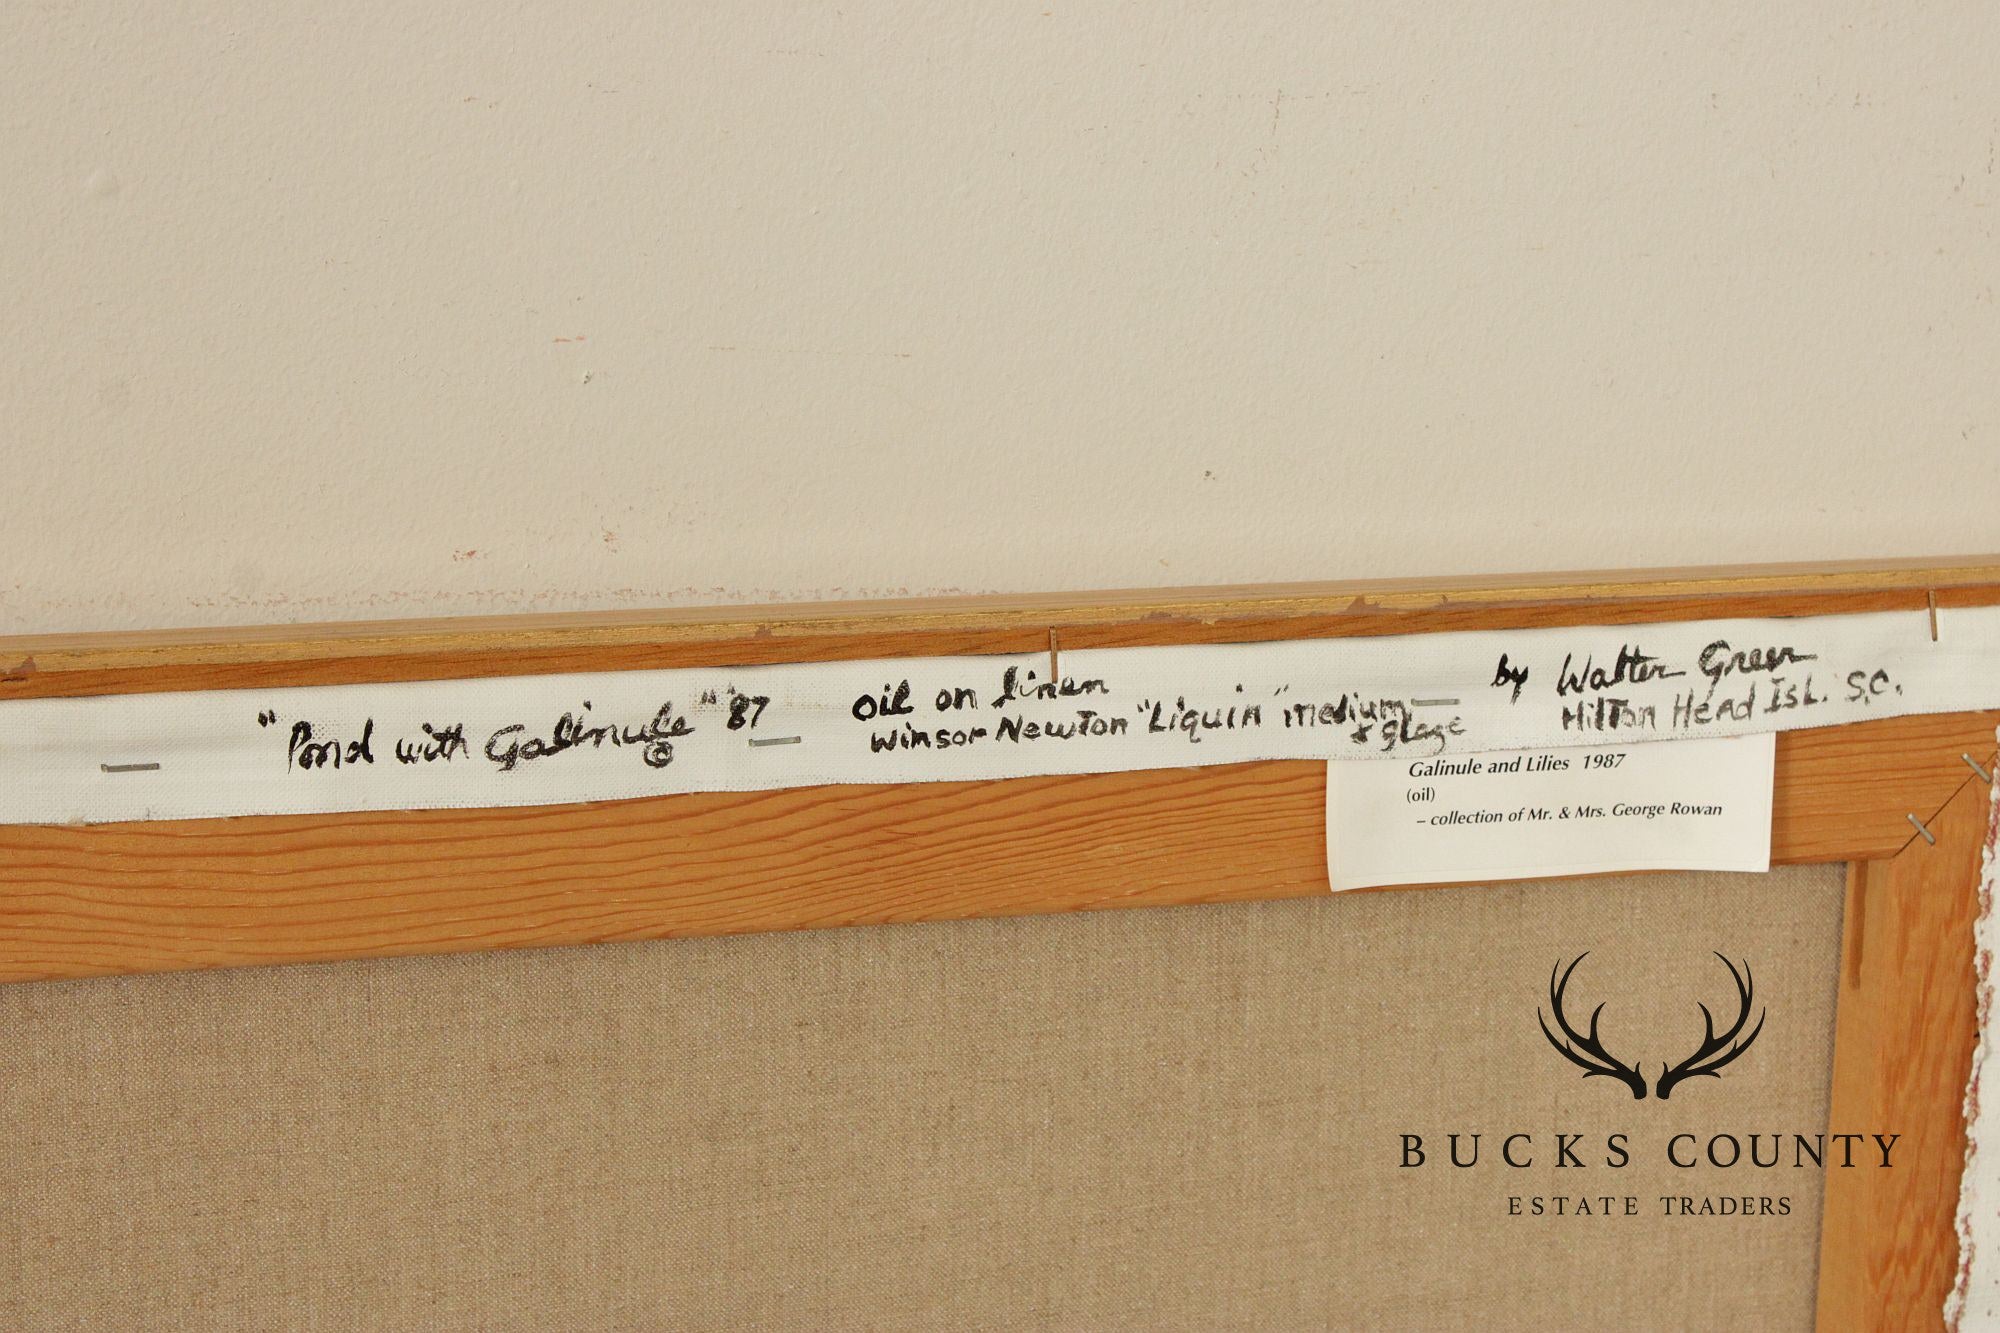 "Pond with Galinule" '87
©
oil on linen
Winsor Newton "Liquin" medium
+ glaze
by Walter Greer
Hilton Head Isl. S.C.
Galinule and Lilies 1987
(oil)
– collection of Mr. & Mrs. George Rowan
BUCKS COUNTY
ESTATE TRADERS